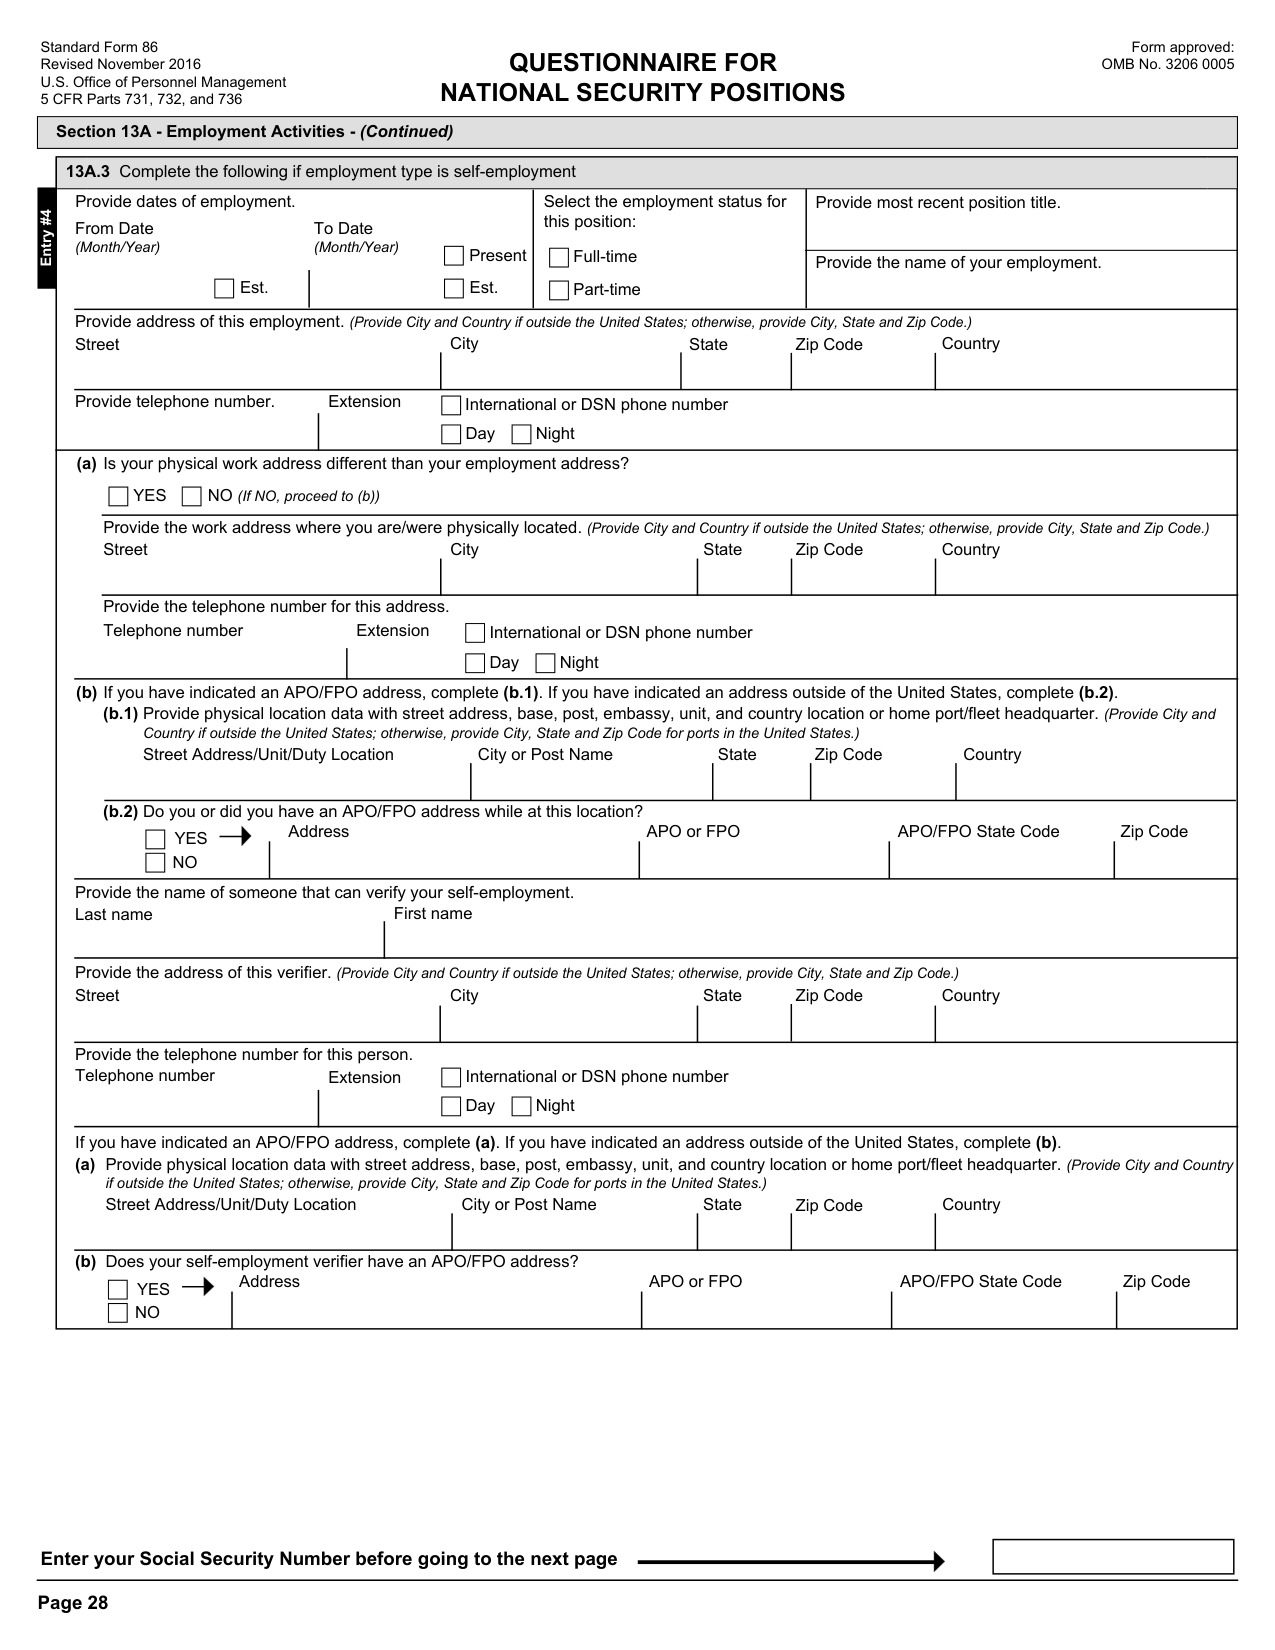 Standard Form 86
Revised November 2016
U.S. Office of Personnel Management
5 CFR Parts 731, 732, and 736
QUESTIONNAIRE FOR
NATIONAL SECURITY POSITIONS
Form approved:
OMB No. 3206 0005
Section 13A - Employment Activities - (Continued)
13A.3 Complete the following if employment type is self-employment
Entry #4
Provide dates of employment.
From Date
(Month/Year)
Est.
To Date
(Month/Year)
Present
Est.
Select the employment status for
this position:
Full-time
Part-time
Provide most recent position title.
Provide the name of your employment.
Provide address of this employment. (Provide City and Country if outside the United States; otherwise, provide City, State and Zip Code.)
Street City State Zip Code Country
Provide telephone number. Extension International or DSN phone number
Day Night
(a) Is your physical work address different than your employment address?
YES NO (If NO, proceed to (b))
Provide the work address where you are/were physically located. (Provide City and Country if outside the United States; otherwise, provide City, State and Zip Code.)
Street City State Zip Code Country
Provide the telephone number for this address.
Telephone number Extension International or DSN phone number
Day Night
(b) If you have indicated an APO/FPO address, complete (b.1). If you have indicated an address outside of the United States, complete (b.2).
(b.1) Provide physical location data with street address, base, post, embassy, unit, and country location or home port/fleet headquarter. (Provide City and
Country if outside the United States; otherwise, provide City, State and Zip Code for ports in the United States.)
Street Address/Unit/Duty Location City or Post Name State Zip Code Country
(b.2) Do you or did you have an APO/FPO address while at this location?
YES Address APO or FPO APO/FPO State Code Zip Code
NO
Provide the name of someone that can verify your self-employment.
Last name First name
Provide the address of this verifier. (Provide City and Country if outside the United States; otherwise, provide City, State and Zip Code.)
Street City State Zip Code Country
Provide the telephone number for this person.
Telephone number Extension International or DSN phone number
Day Night
If you have indicated an APO/FPO address, complete (a). If you have indicated an address outside of the United States, complete (b).
(a) Provide physical location data with street address, base, post, embassy, unit, and country location or home port/fleet headquarter. (Provide City and Country
if outside the United States; otherwise, provide City, State and Zip Code for ports in the United States.)
Street Address/Unit/Duty Location City or Post Name State Zip Code Country
(b) Does your self-employment verifier have an APO/FPO address?
YES Address APO or FPO APO/FPO State Code Zip Code
NO
Enter your Social Security Number before going to the next page
Page 28